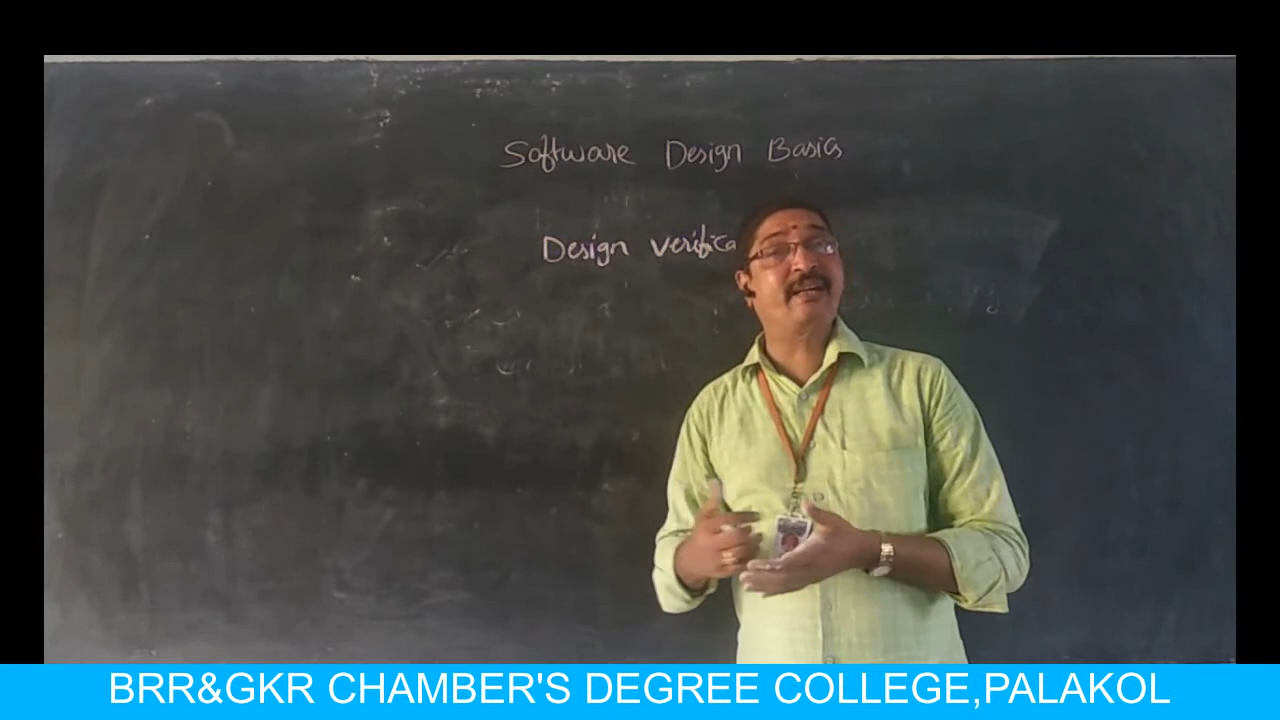 Software Design Basics
Design verifica
BRR&GKR CHAMBER'S DEGREE COLLEGE,PALAKOL